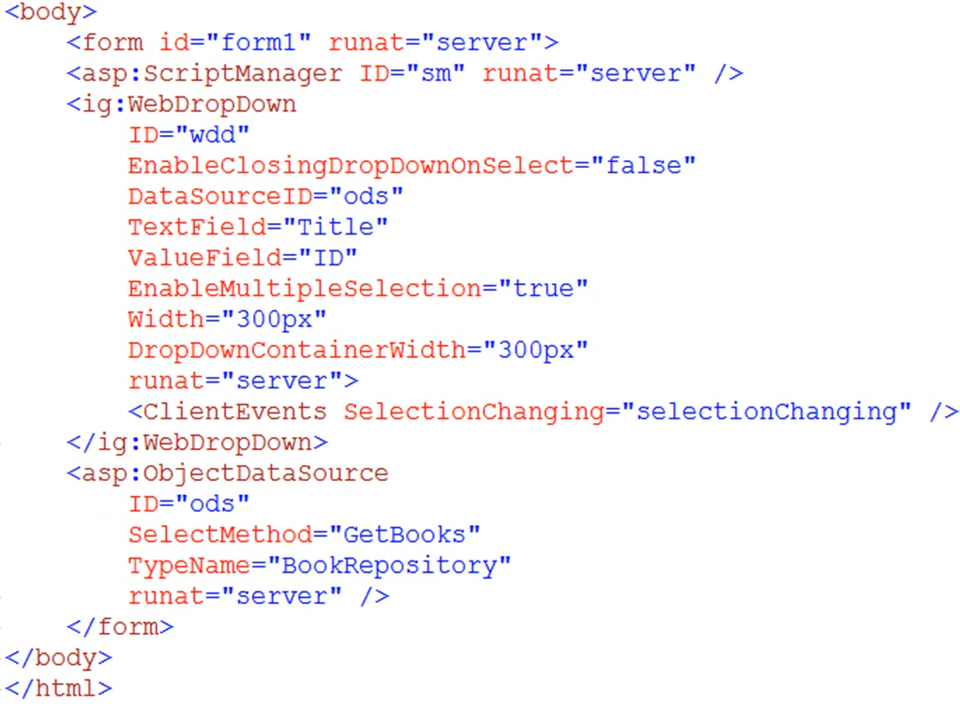 <body>
<form id="form1" runat="server">
<asp:ScriptManager ID="sm" runat="server" />
<ig:WebDropDown
ID="wdd"
EnableClosingDropDownOnSelect="false"
DataSourceID="ods"
TextField="Title"
ValueField="ID"
EnableMultipleSelection="true"
Width="300px"
DropDownContainerWidth="300px"
runat="server">
<ClientEvents SelectionChanging="selectionChanging" />
</ig:WebDropDown>
<asp:ObjectDataSource
ID="ods"
SelectMethod="GetBooks"
TypeName="BookRepository"
runat="server" />
</form>
</body>
</html>